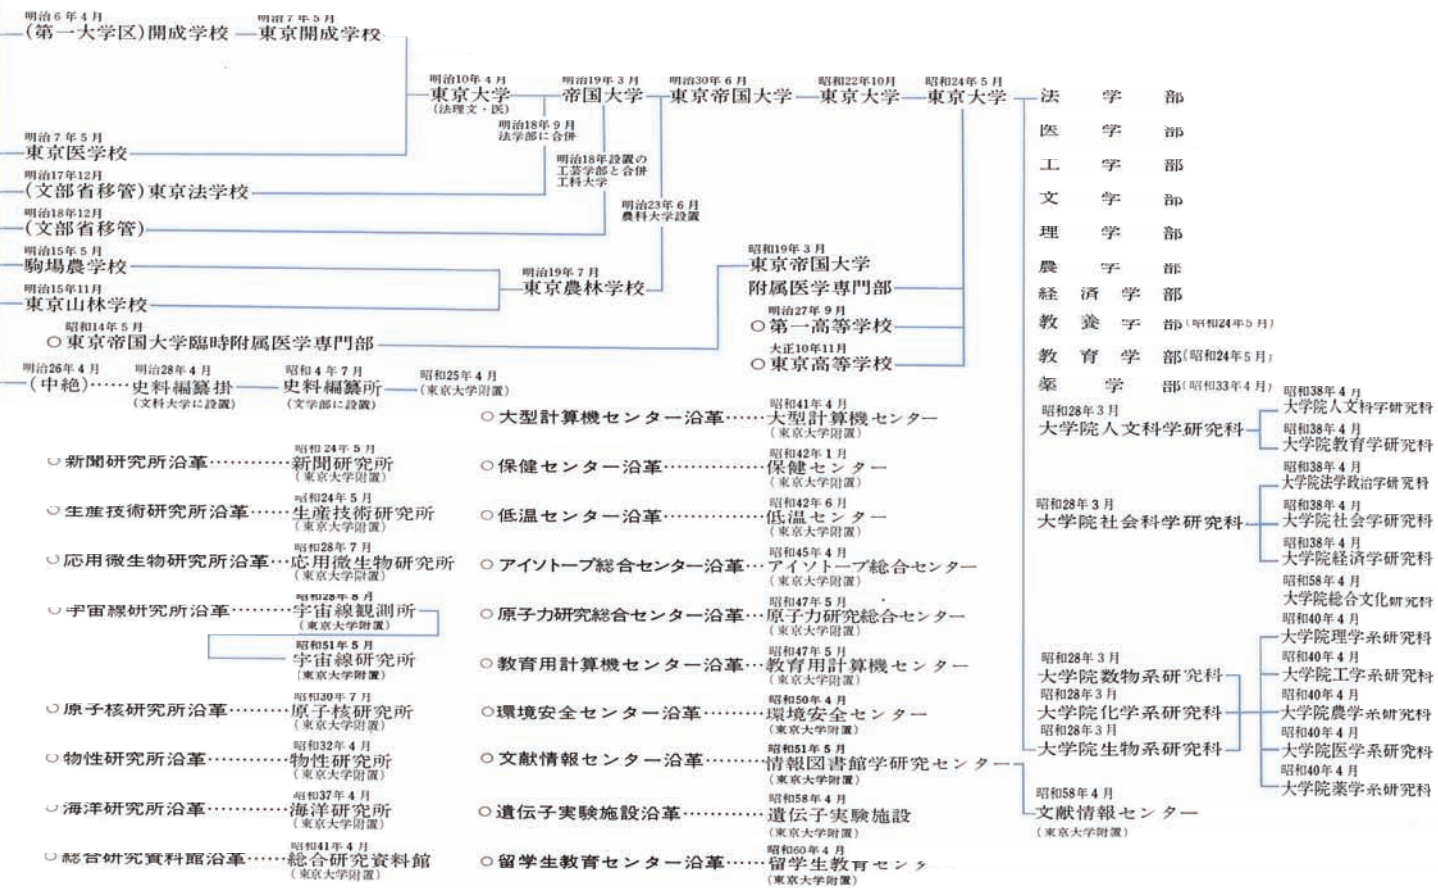 明治6年4月
(第一大学区)開成学校
明治7年5月
東京開成学校
明治10年4月
東京大学
(法理文・医)
明治19年3月
帝国大学
明治30年6月
東京帝国大学
昭和22年10月
東京大学
昭和24年5月
東京大学
明治18年9月
法学部に合併
明治18年設置の
工芸学部と合併
工科大学
明治23年6月
農科大学設置
明治7年5月
東京医学校
明治17年12月
(文部省移管)東京法学校
明治18年12月
(文部省移管)
明治15年5月
駒場農学校
明治15年11月
東京山林学校
明治19年7月
東京農林学校
昭和14年5月
○東京帝国大学臨時附属医学専門部
昭和19年3月
東京帝国大学
附属医学専門部
明治27年9月
○第一高等学校
大正10年11月
○東京高等学校
明治26年4月
(中絶)……
明治28年4月
史料編纂掛
(文科大学に設置)
昭和4年7月
史料編纂所
(文学部に設置)
昭和25年4月
(東京大学附置)
法学部
医学部
工学部
文学部
理学部
農学部
経済学部
教養学部(昭和24年5月)
教育学部(昭和24年5月)
薬学部(昭和33年4月)
昭和28年3月
大学院人文科学研究科
昭和38年4月
大学院人文科学研究科
昭和38年4月
大学院教育学研究科
昭和28年3月
大学院社会科学研究科
昭和38年4月
大学院法学政治学研究科
昭和38年4月
大学院社会学研究科
昭和38年4月
大学院経済学研究科
昭和58年4月
大学院総合文化研究科
昭和28年3月
大学院数物系研究科
昭和28年3月
大学院化学系研究科
昭和28年3月
大学院生物系研究科
昭和40年4月
大学院理学系研究科
昭和40年4月
大学院工学系研究科
昭和40年4月
大学院農学系研究科
昭和40年4月
大学院医学系研究科
昭和40年4月
大学院薬学系研究科
昭和24年5月
○新聞研究所沿革…………新聞研究所
(東京大学附置)
昭和24年5月
○生産技術研究所沿革……生産技術研究所
(東京大学附置)
昭和28年7月
○応用微生物研究所沿革…応用微生物研究所
(東京大学附置)
昭和28年8月
○宇宙線研究所沿革………宇宙線観測所
(東京大学附置)
昭和51年5月
宇宙線研究所
(東京大学附置)
昭和30年7月
○原子核研究所沿革………原子核研究所
(東京大学附置)
昭和32年4月
○物性研究所沿革…………物性研究所
(東京大学附置)
昭和37年4月
○海洋研究所沿革…………海洋研究所
(東京大学附置)
昭和41年4月
○総合研究資料館沿革……総合研究資料館
(東京大学附置)
昭和41年4月
○大型計算機センター沿革……大型計算機センター
(東京大学附置)
昭和42年1月
○保健センター沿革…………保健センター
(東京大学附置)
昭和42年6月
○低温センター沿革…………低温センター
(東京大学附置)
昭和45年4月
○アイソトープ総合センター沿革…アイソトープ総合センター
(東京大学附置)
昭和47年5月
○原子力研究総合センター沿革…原子力研究総合センター
(東京大学附置)
昭和47年5月
○教育用計算機センター沿革…教育用計算機センター
(東京大学附置)
昭和50年4月
○環境安全センター沿革………環境安全センター
(東京大学附置)
昭和51年5月
○文献情報センター沿革………情報図書館学研究センター
(東京大学附置)
昭和58年4月
文献情報センター
(東京大学附置)
昭和58年4月
○遺伝子実験施設沿革…………遺伝子実験施設
(東京大学附置)
昭和60年4月
○留学生教育センター沿革……留学生教育センター
(東京大学附置)